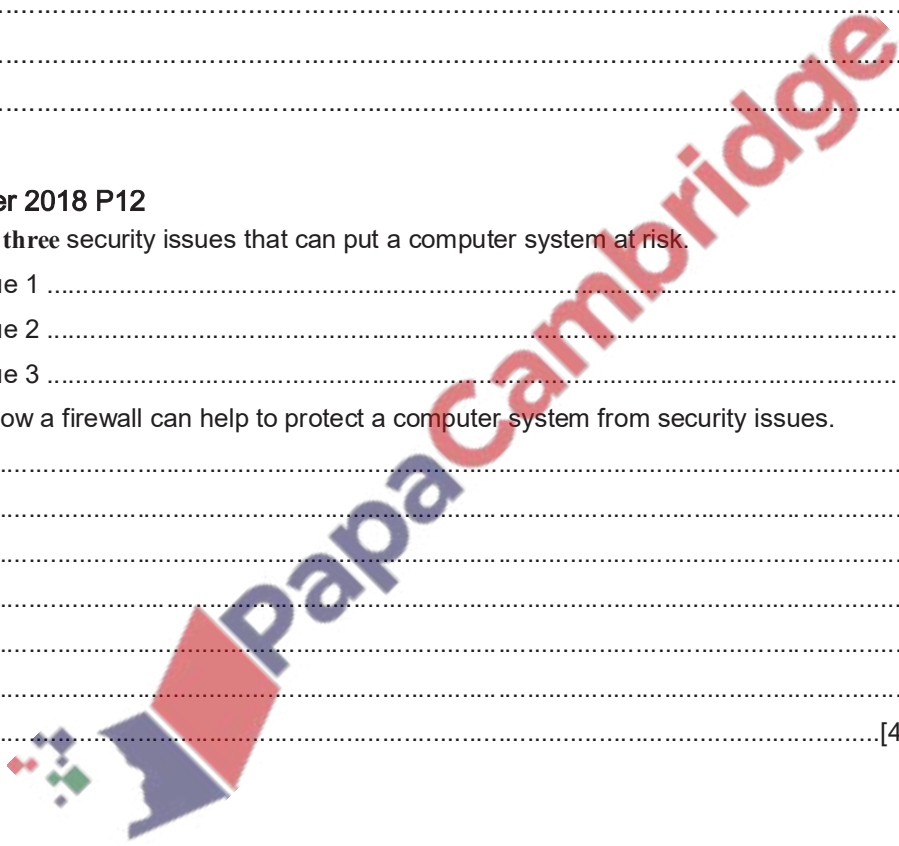 er 2018 P12
three security issues that can put a computer system at risk.
ue 1 ........................................................................................................................
ue 2 ........................................................................................................................
ue 3 ........................................................................................................................
ow a firewall can help to protect a computer system from security issues.
[4
PapaCambridge